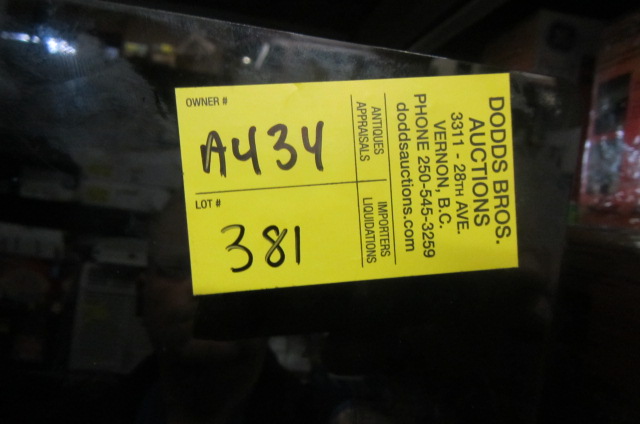 DODDS BROS.
AUCTIONS
3311 - 28TH AVE.
VERNON, B.C.
PHONE 250-545-3259
doddsauctions.com
ANTIQUES
APPRAISALS
IMPORTERS
LIQUIDATIONS
OWNER #
A434
LOT #
381